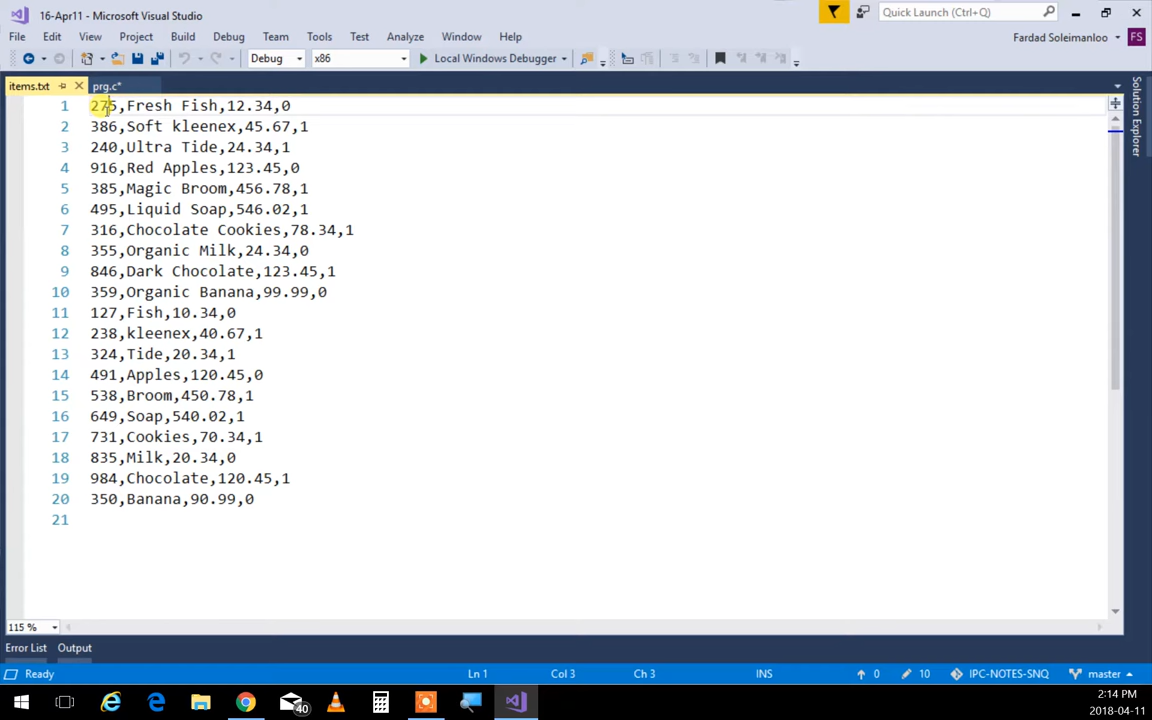 16-Apr11 - Microsoft Visual Studio
Quick Launch (Ctrl+Q)
File Edit View Project Build Debug Team Tools Test Analyze Window Help
Fardad Soleimanloo FS
Debug x86 Local Windows Debugger
items.txt prg.c*
1 275,Fresh Fish,12.34,0
2 386,Soft kleenex,45.67,1
3 240,Ultra Tide,24.34,1
4 916,Red Apples,123.45,0
5 385,Magic Broom,456.78,1
6 495,Liquid Soap,546.02,1
7 316,Chocolate Cookies,78.34,1
8 355,Organic Milk,24.34,0
9 846,Dark Chocolate,123.45,1
10 359,Organic Banana,99.99,0
11 127,Fish,10.34,0
12 238,kleenex,40.67,1
13 324,Tide,20.34,1
14 491,Apples,120.45,0
15 538,Broom,450.78,1
16 649,Soap,540.02,1
17 731,Cookies,70.34,1
18 835,Milk,20.34,0
19 984,Chocolate,120.45,1
20 350,Banana,90.99,0
21
Solution Explorer
115 %
Error List Output
Ready Ln 1 Col 3 Ch 3 INS 0 10 IPC-NOTES-SNQ master
40
2:14 PM
2018-04-11